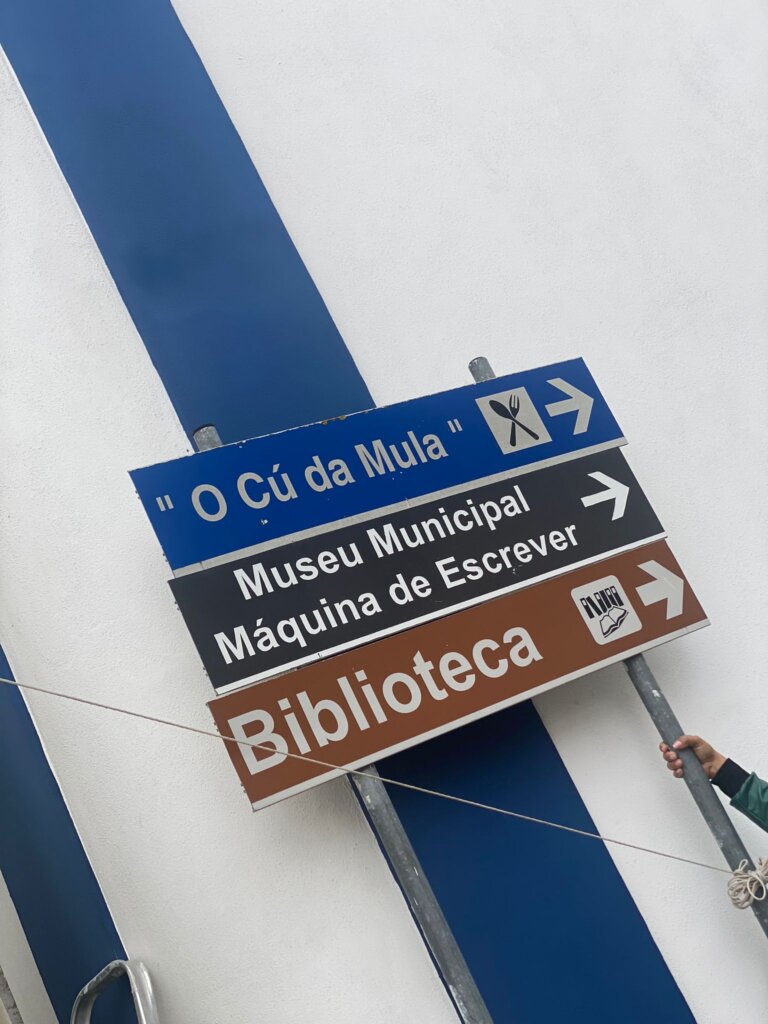 " O Cú da Mula "
Museu Municipal
Máquina de Escrever
Biblioteca